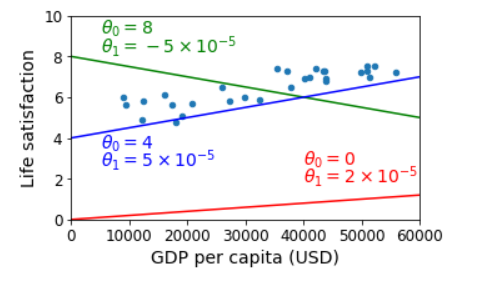 10
θ₀ = 8
θ₁ = −5 × 10⁻⁵
8
6
4
θ₀ = 4
θ₁ = 5 × 10⁻⁵
θ₀ = 0
θ₁ = 2 × 10⁻⁵
2
0
Life satisfaction
0 10000 20000 30000 40000 50000 60000
GDP per capita (USD)